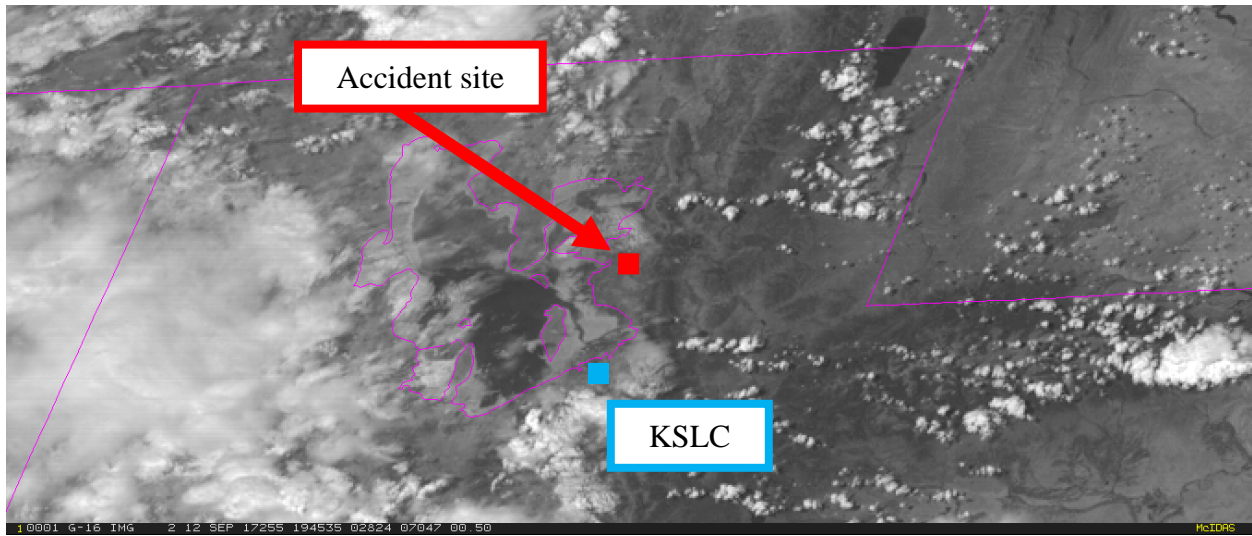 Accident site
KSLC
1 0001 G-16 IMG 2 12 SEP 17255 194535 02824 07047 00.50 McIDAS